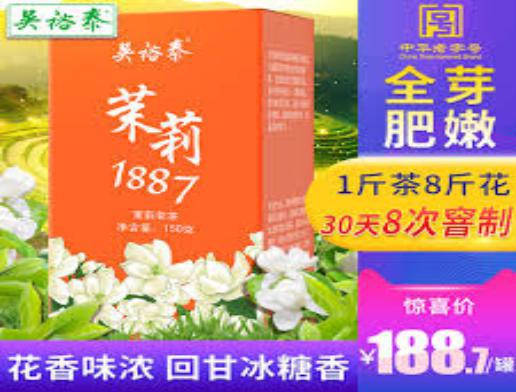 吴裕泰
吴裕泰
茉莉
1887
茉莉花茶
净含量：150克
中华老字号
China Time-honored Brand
全芽
肥嫩
1斤茶8斤花
30天8次窨制
惊喜价
¥188.7/罐
花香味浓 回甘冰糖香